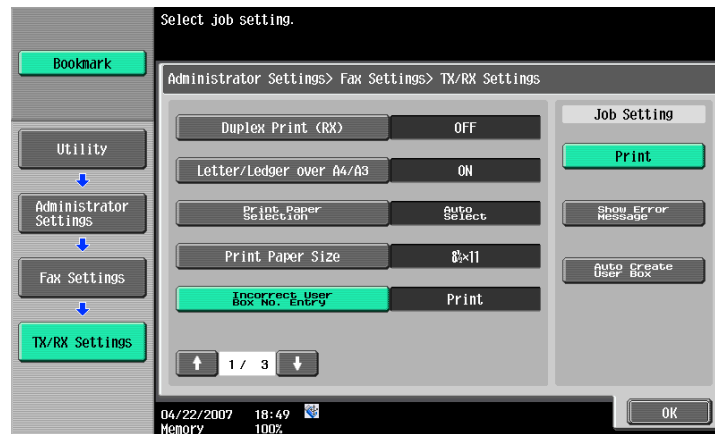 Select job setting.
Bookmark
Administrator Settings> Fax Settings> TX/RX Settings
Utility
Administrator
Settings
Fax Settings
TX/RX Settings
Duplex Print (RX) OFF
Letter/Ledger over A4/A3 ON
Print Paper
Selection
Auto
Select
Print Paper Size 8½×11
Incorrect User
Box No. Entry
Print
1/ 3
Job Setting
Print
Show Error
Message
Auto Create
User Box
04/22/2007 18:49
Memory 100%
OK